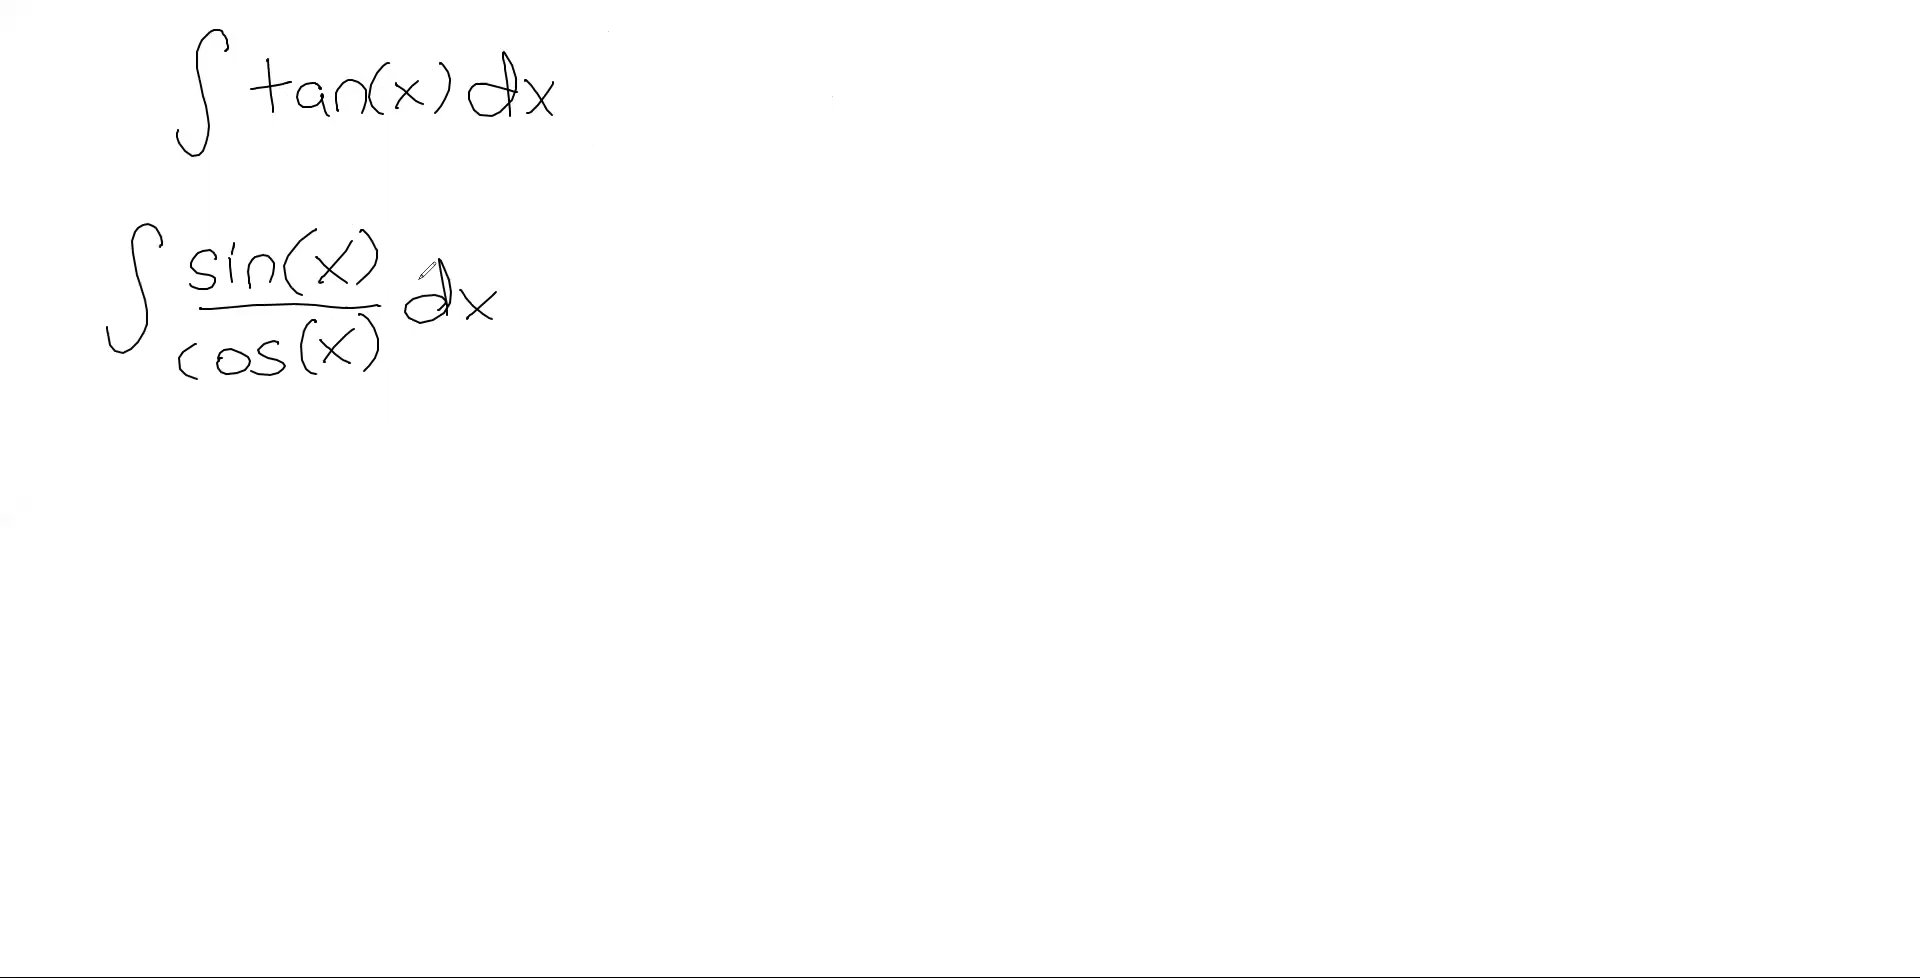 ∫ tan(x) dx
∫ sin(x)/cos(x) dx